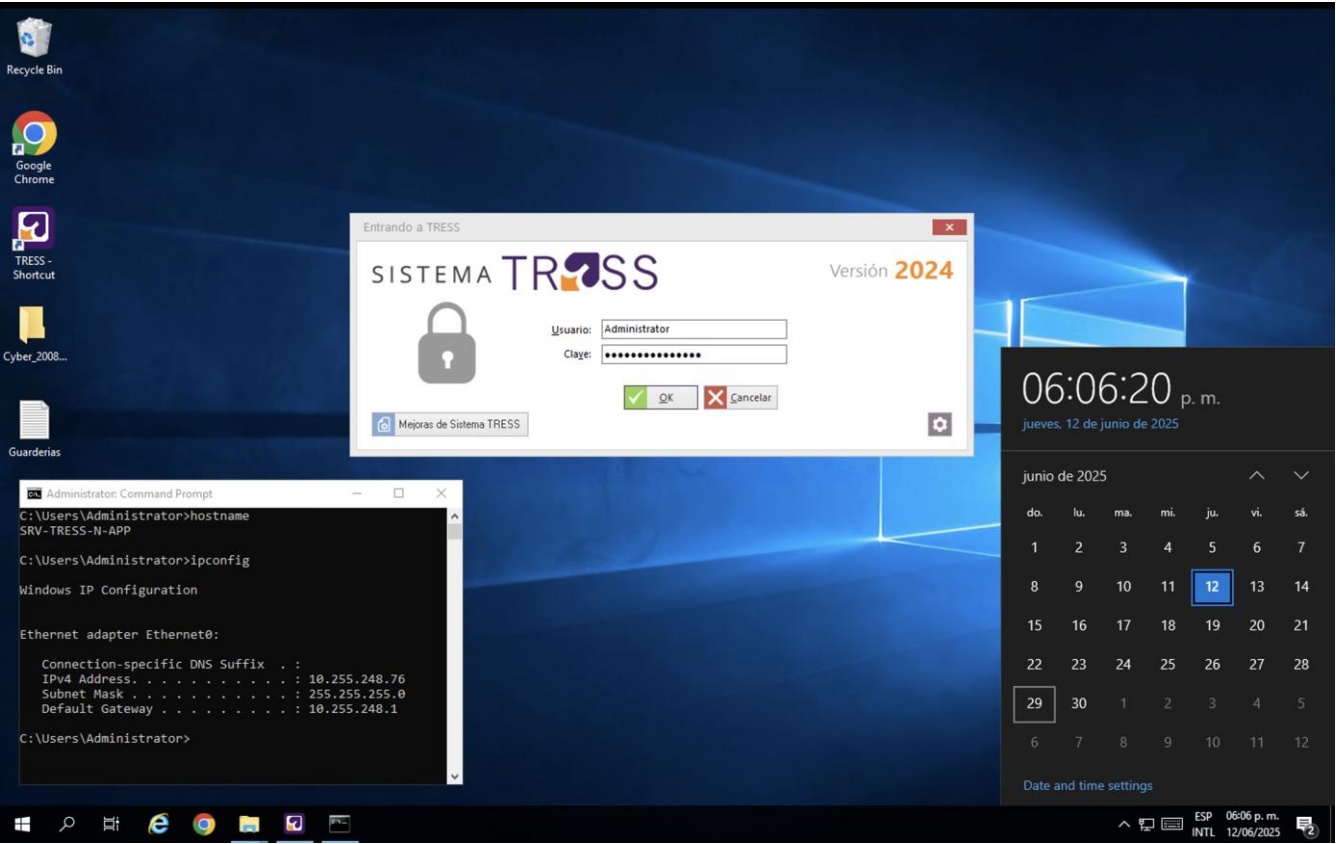 Recycle Bin
Google
Chrome
TRESS -
Shortcut
Cyber_2008...
Guarderias
Entrando a TRESS
SISTEMA TRESS
Versión 2024
Usuario: Administrator
Clave: •••••••••••••••
OK
Cancelar
Mejoras de Sistema TRESS
Administrator: Command Prompt
C:\Users\Administrator>hostname
SRV-TRESS-N-APP
C:\Users\Administrator>ipconfig
Windows IP Configuration
Ethernet adapter Ethernet0:
Connection-specific DNS Suffix . :
IPv4 Address. . . . . . . . . . . : 10.255.248.76
Subnet Mask . . . . . . . . . . . : 255.255.255.0
Default Gateway . . . . . . . . . : 10.255.248.1
C:\Users\Administrator>
06:06:20 p. m.
jueves, 12 de junio de 2025
junio de 2025
do. lu. ma. mi. ju. vi. sá.
1 2 3 4 5 6 7
8 9 10 11 12 13 14
15 16 17 18 19 20 21
22 23 24 25 26 27 28
29 30 1 2 3 4 5
6 7 8 9 10 11 12
Date and time settings
ESP 06:06 p. m.
INTL 12/06/2025
2